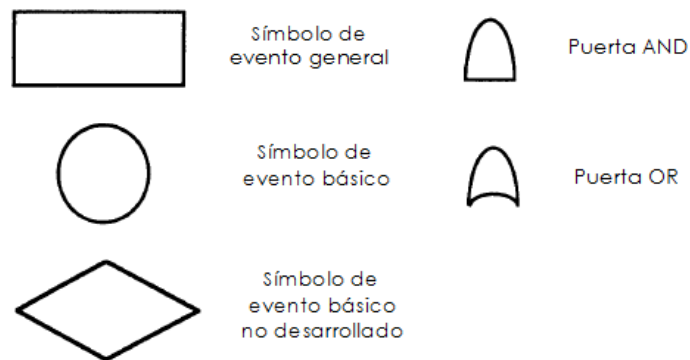 Símbolo de
evento general
Puerta AND
Símbolo de
evento básico
Puerta OR
Símbolo de
evento básico
no desarrollado